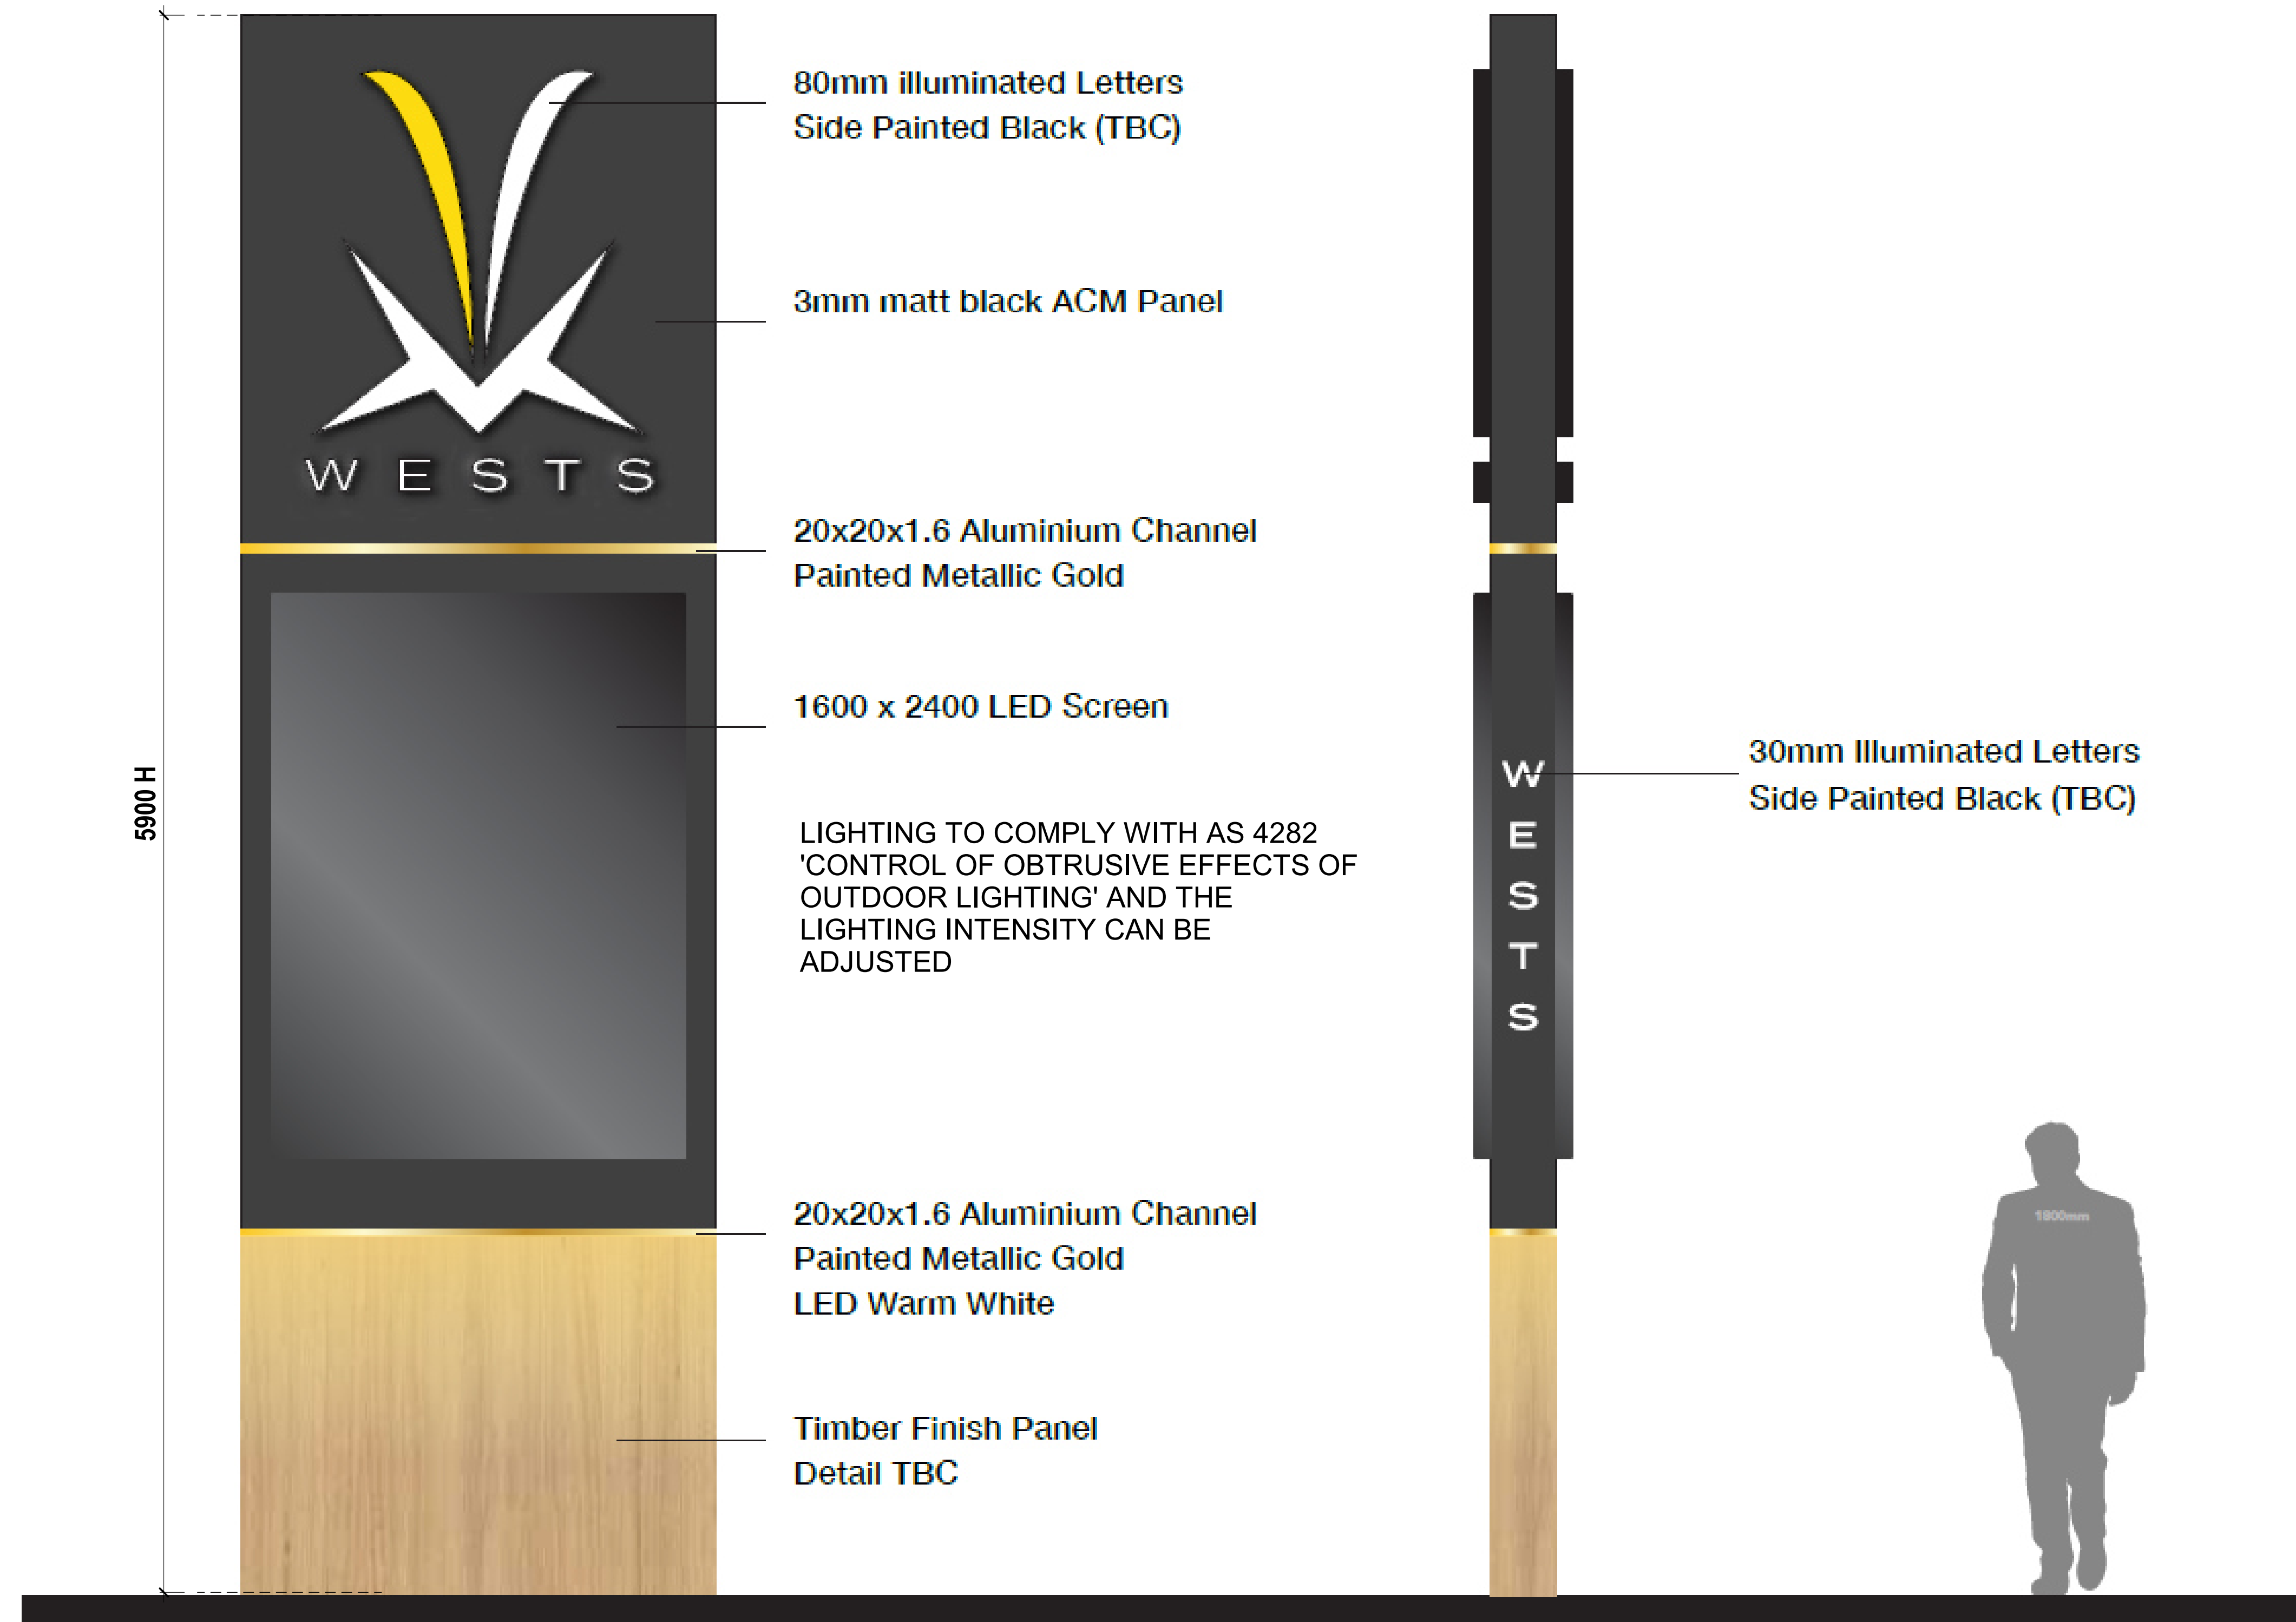 80mm illuminated Letters
Side Painted Black (TBC)
3mm matt black ACM Panel
W E S T S
20x20x1.6 Aluminium Channel
Painted Metallic Gold
1600 x 2400 LED Screen
5900 H
LIGHTING TO COMPLY WITH AS 4282
'CONTROL OF OBTRUSIVE EFFECTS OF
OUTDOOR LIGHTING' AND THE
LIGHTING INTENSITY CAN BE
ADJUSTED
20x20x1.6 Aluminium Channel
Painted Metallic Gold
LED Warm White
Timber Finish Panel
Detail TBC
W
E
S
T
S
30mm Illuminated Letters
Side Painted Black (TBC)
1800mm